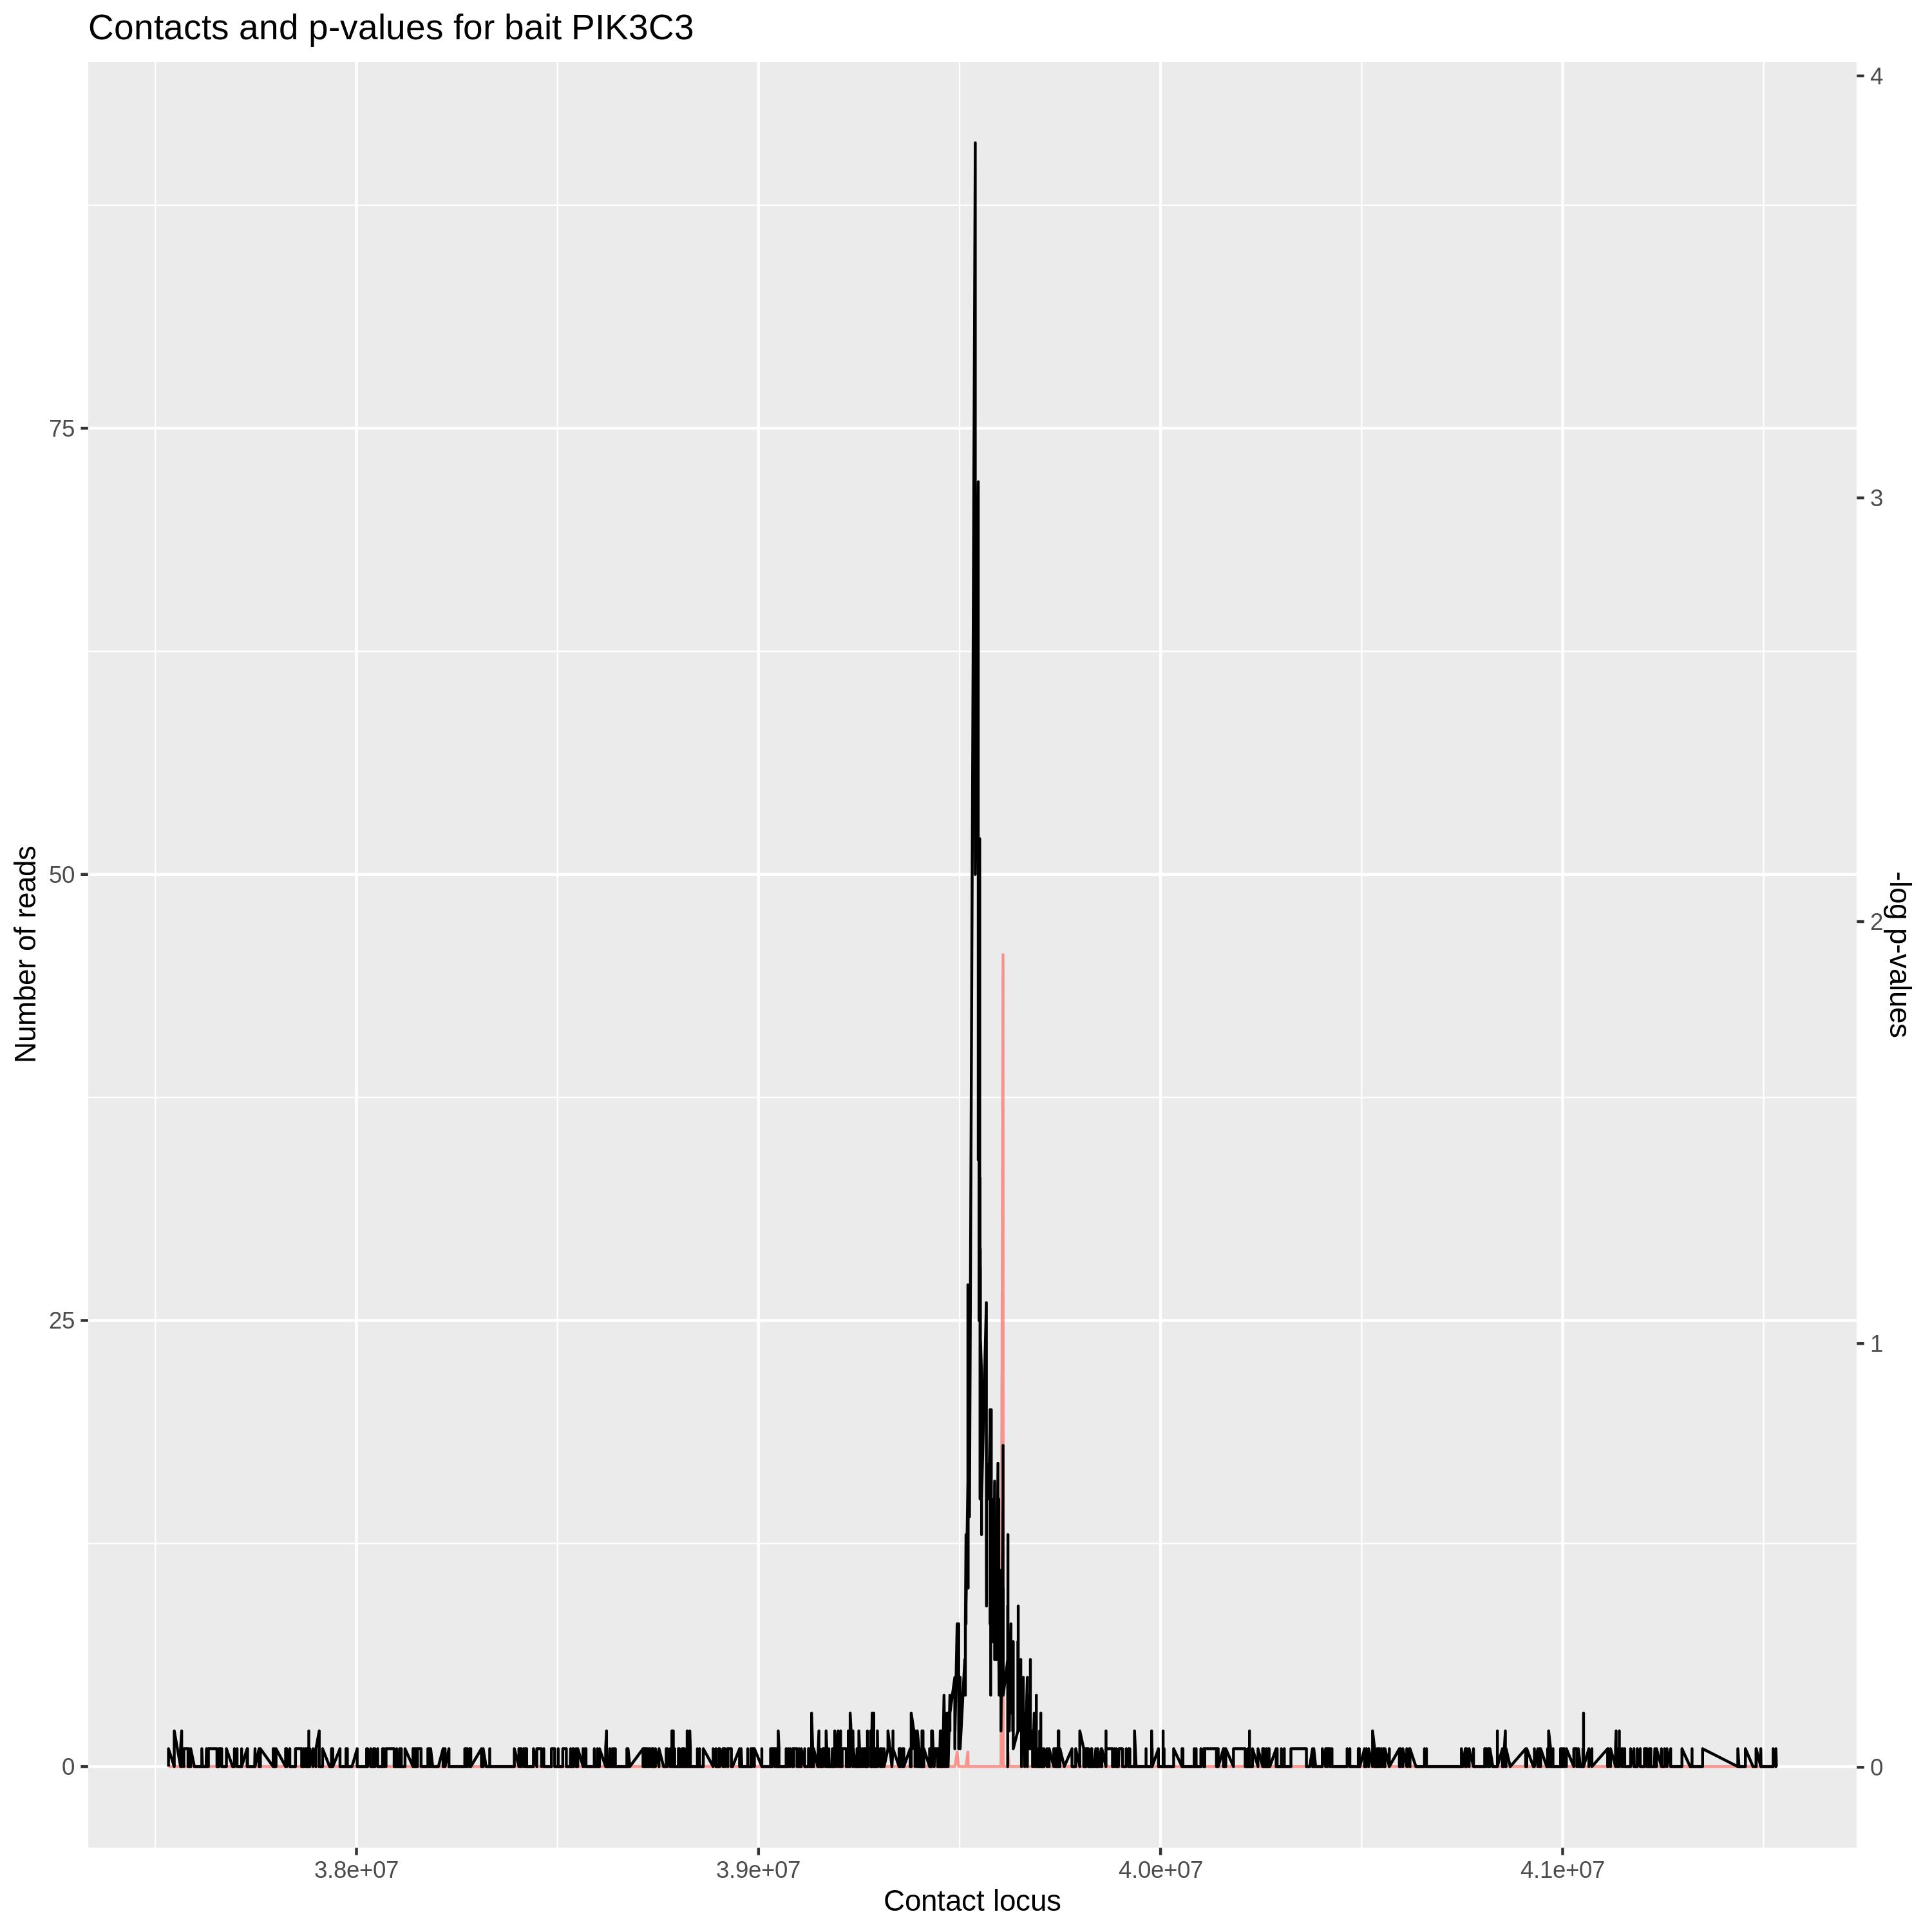 Contacts and p-values for bait PIK3C3
4
75
3
50
2
Number of reads
-log p-values
25
1
0
0
3.8e+07
3.9e+07
4.0e+07
4.1e+07
Contact locus